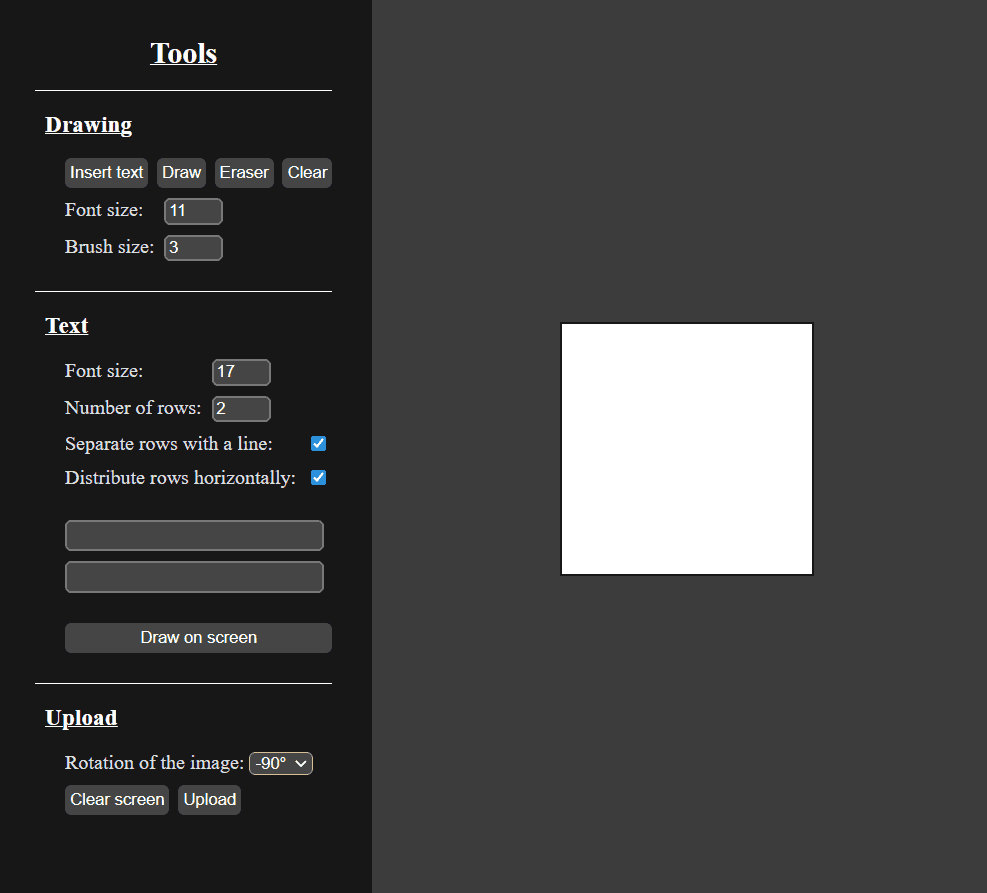 Tools
Drawing
Insert text Draw Eraser Clear
Font size: 11
Brush size: 3
Text
Font size: 17
Number of rows: 2
Separate rows with a line:
Distribute rows horizontally:
Draw on screen
Upload
Rotation of the image: -90°
Clear screen Upload